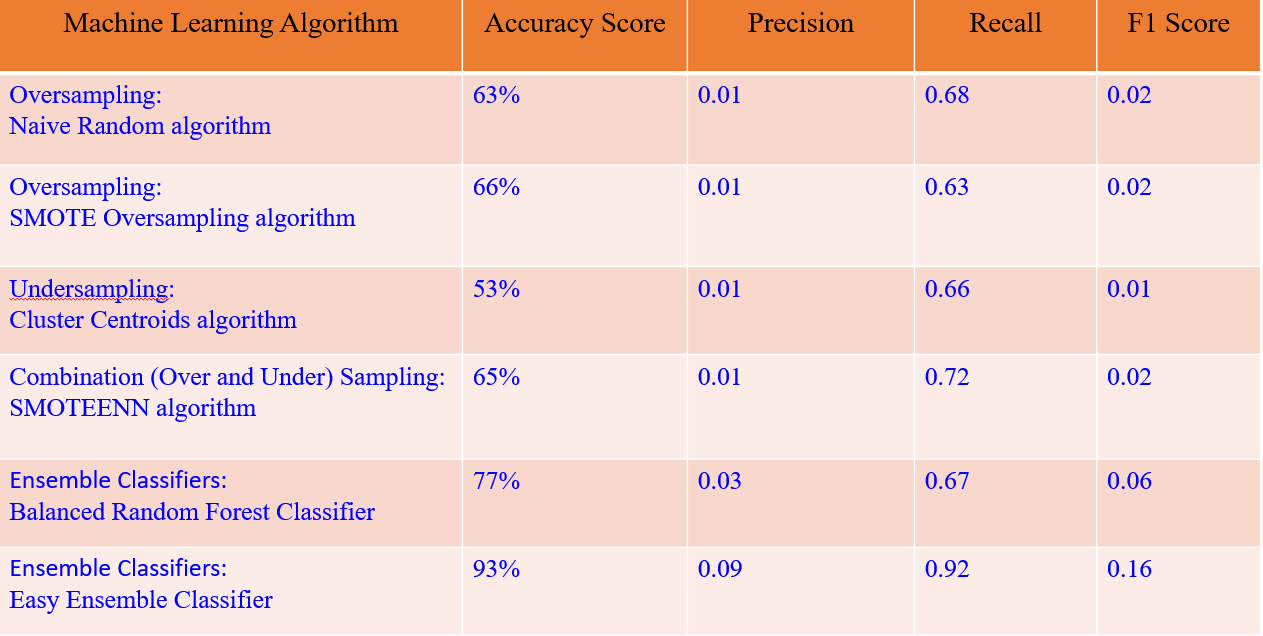 Machine Learning Algorithm Accuracy Score Precision Recall F1 Score
Oversampling: 63% 0.01 0.68 0.02
Naive Random algorithm
Oversampling: 66% 0.01 0.63 0.02
SMOTE Oversampling algorithm
Undersampling: 53% 0.01 0.66 0.01
Cluster Centroids algorithm
Combination (Over and Under) Sampling: 65% 0.01 0.72 0.02
SMOTEENN algorithm
Ensemble Classifiers: 77% 0.03 0.67 0.06
Balanced Random Forest Classifier
Ensemble Classifiers: 93% 0.09 0.92 0.16
Easy Ensemble Classifier